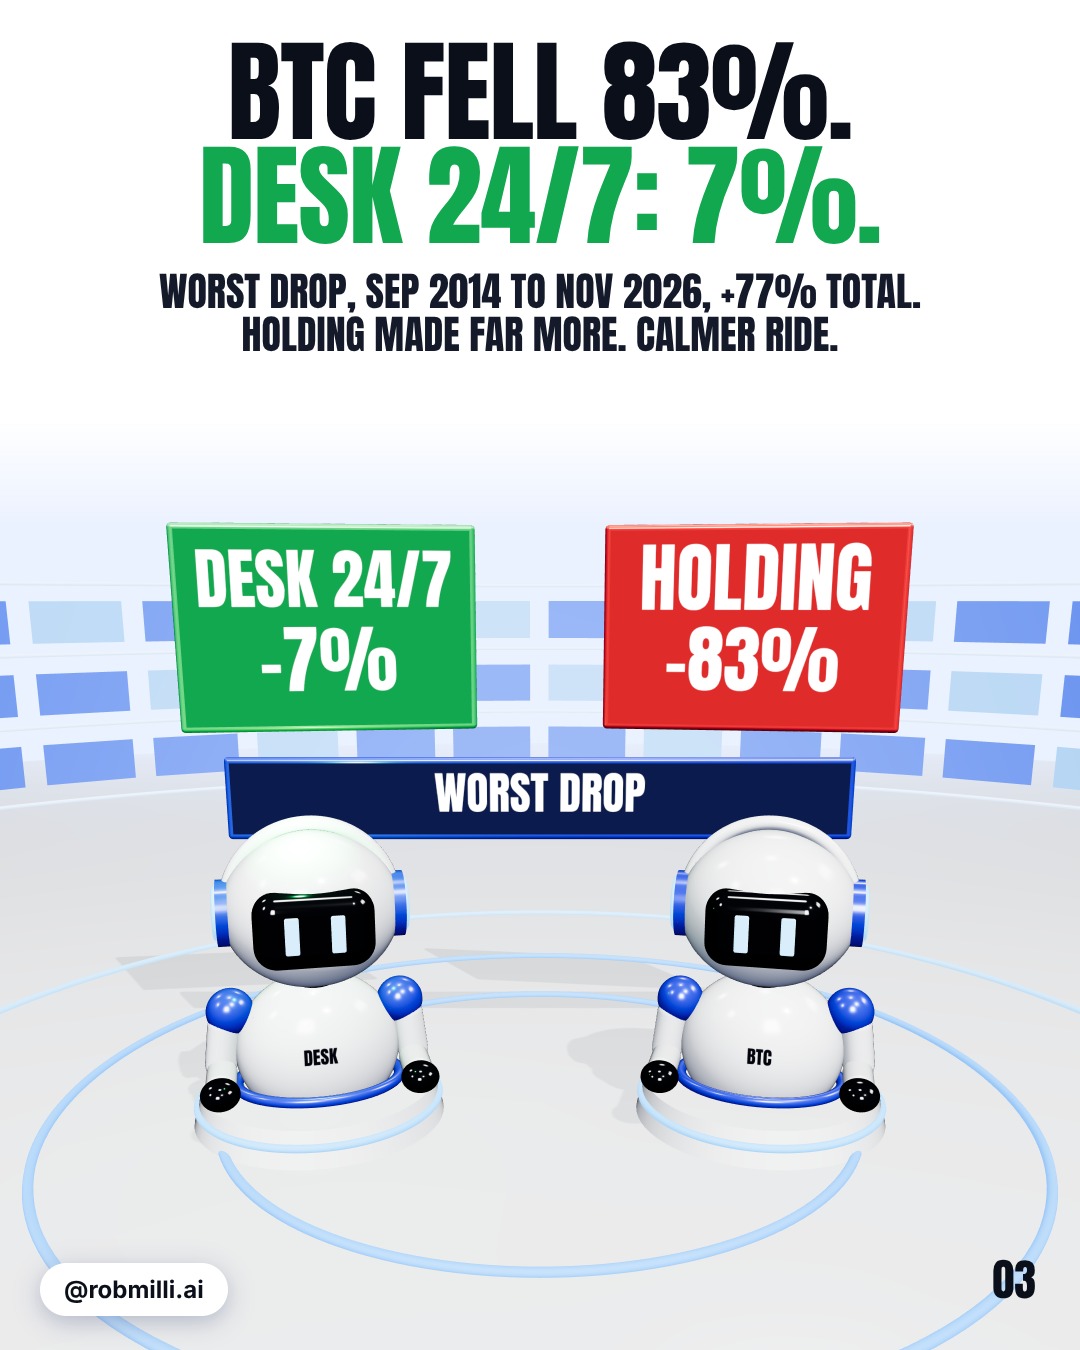 BTC FELL 83%.
DESK 24/7: 7%.
WORST DROP, SEP 2014 TO NOV 2026, +77% TOTAL.
HOLDING MADE FAR MORE. CALMER RIDE.
DESK 24/7
-7%
HOLDING
-83%
WORST DROP
DESK
BTC
@robmilli.ai
03